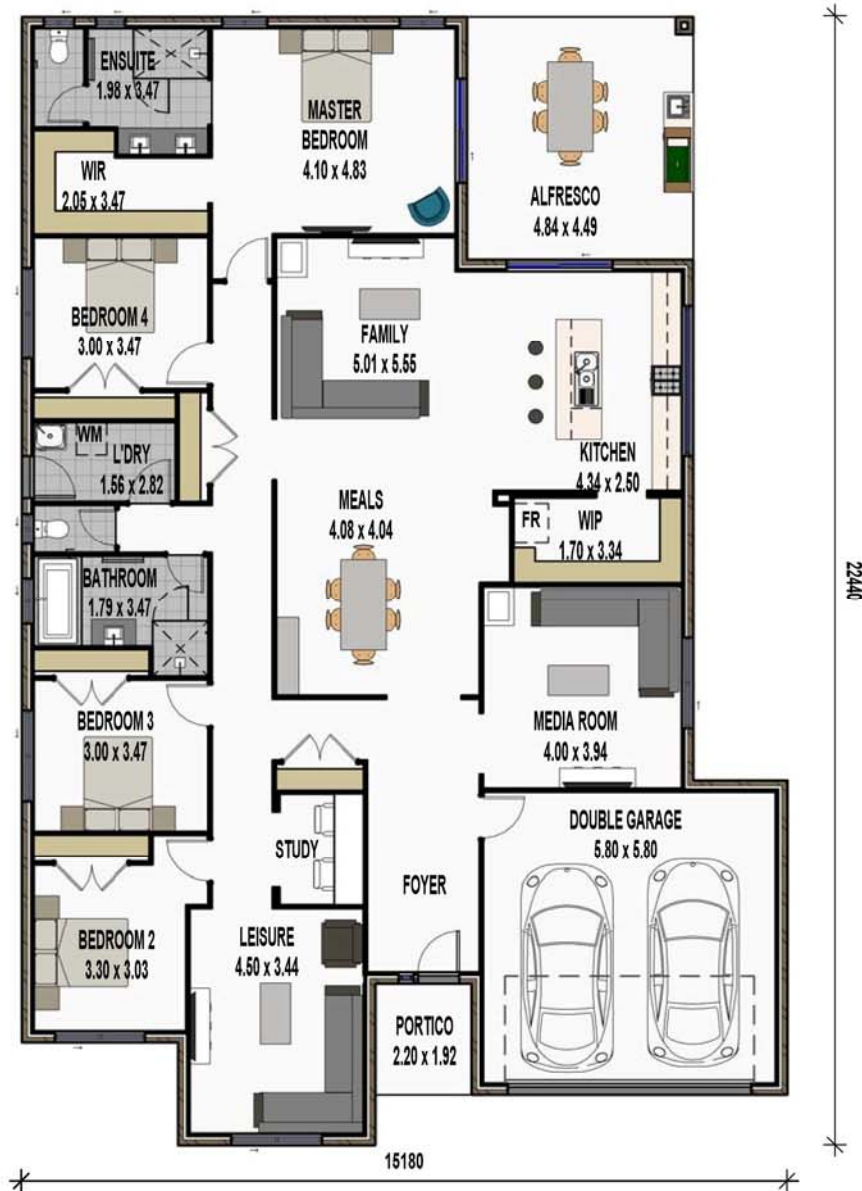 ENSUITE
1.98 x 3.47
MASTER
BEDROOM
4.10 x 4.83
WIR
2.05 x 3.47
ALFRESCO
4.84 x 4.49
BEDROOM 4
3.00 x 3.47
FAMILY
5.01 x 5.55
WM
L'DRY
1.56 x 2.82
KITCHEN
4.34 x 2.50
MEALS
4.08 x 4.04
FR
WIP
1.70 x 3.34
BATHROOM
1.79 x 3.47
22440
BEDROOM 3
3.00 x 3.47
MEDIA ROOM
4.00 x 3.94
DOUBLE GARAGE
5.80 x 5.80
STUDY
FOYER
BEDROOM 2
3.30 x 3.03
LEISURE
4.50 x 3.44
PORTICO
2.20 x 1.92
15180